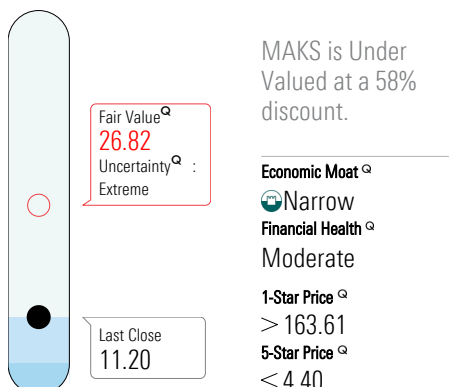 Fair Value Q
26.82
Uncertainty Q :
Extreme
Last Close
11.20
MAKS is Under
Valued at a 58%
discount.
Economic Moat Q
Narrow
Financial Health Q
Moderate
1-Star Price Q
> 163.61
5-Star Price Q
< 4.40